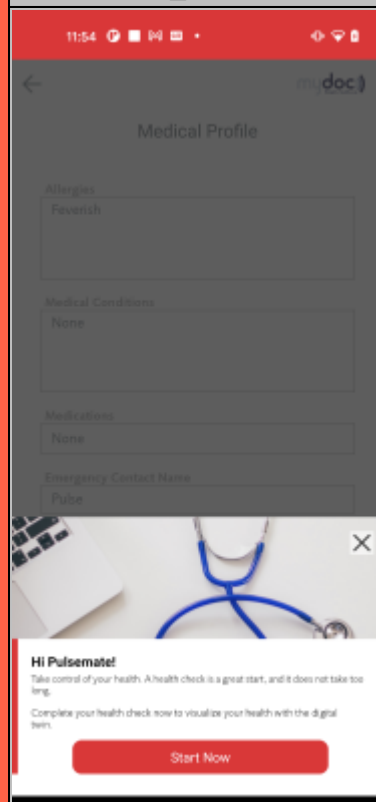 11:54
mydoc
Medical Profile
Allergies
Feverish
Medical Conditions
None
Medications
None
Emergency Contact Name
Pulse
Hi Pulsemate!
Take control of your health. A health check is a great start, and it does not take too
long.
Complete your health check now to visualize your health with the digital
twin.
Start Now